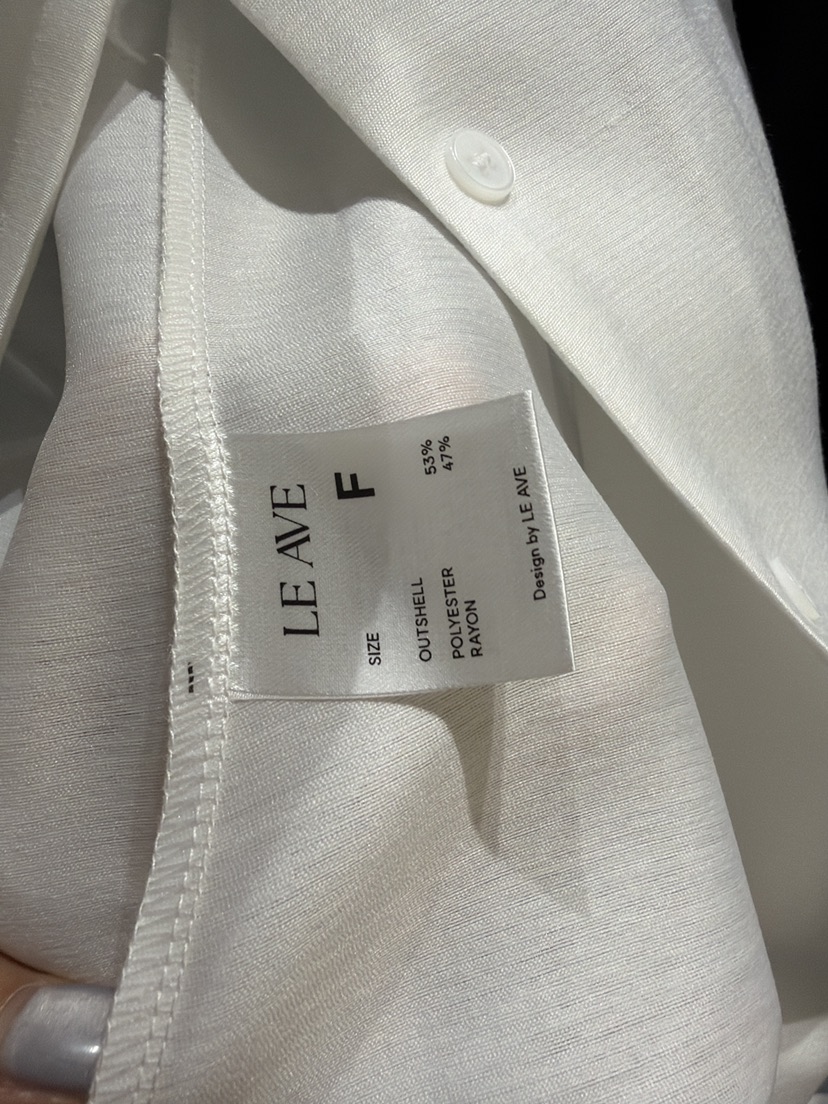 LE AVE
SIZE F
OUTSHELL
POLYESTER 53%
RAYON 47%
Design by LE AVE